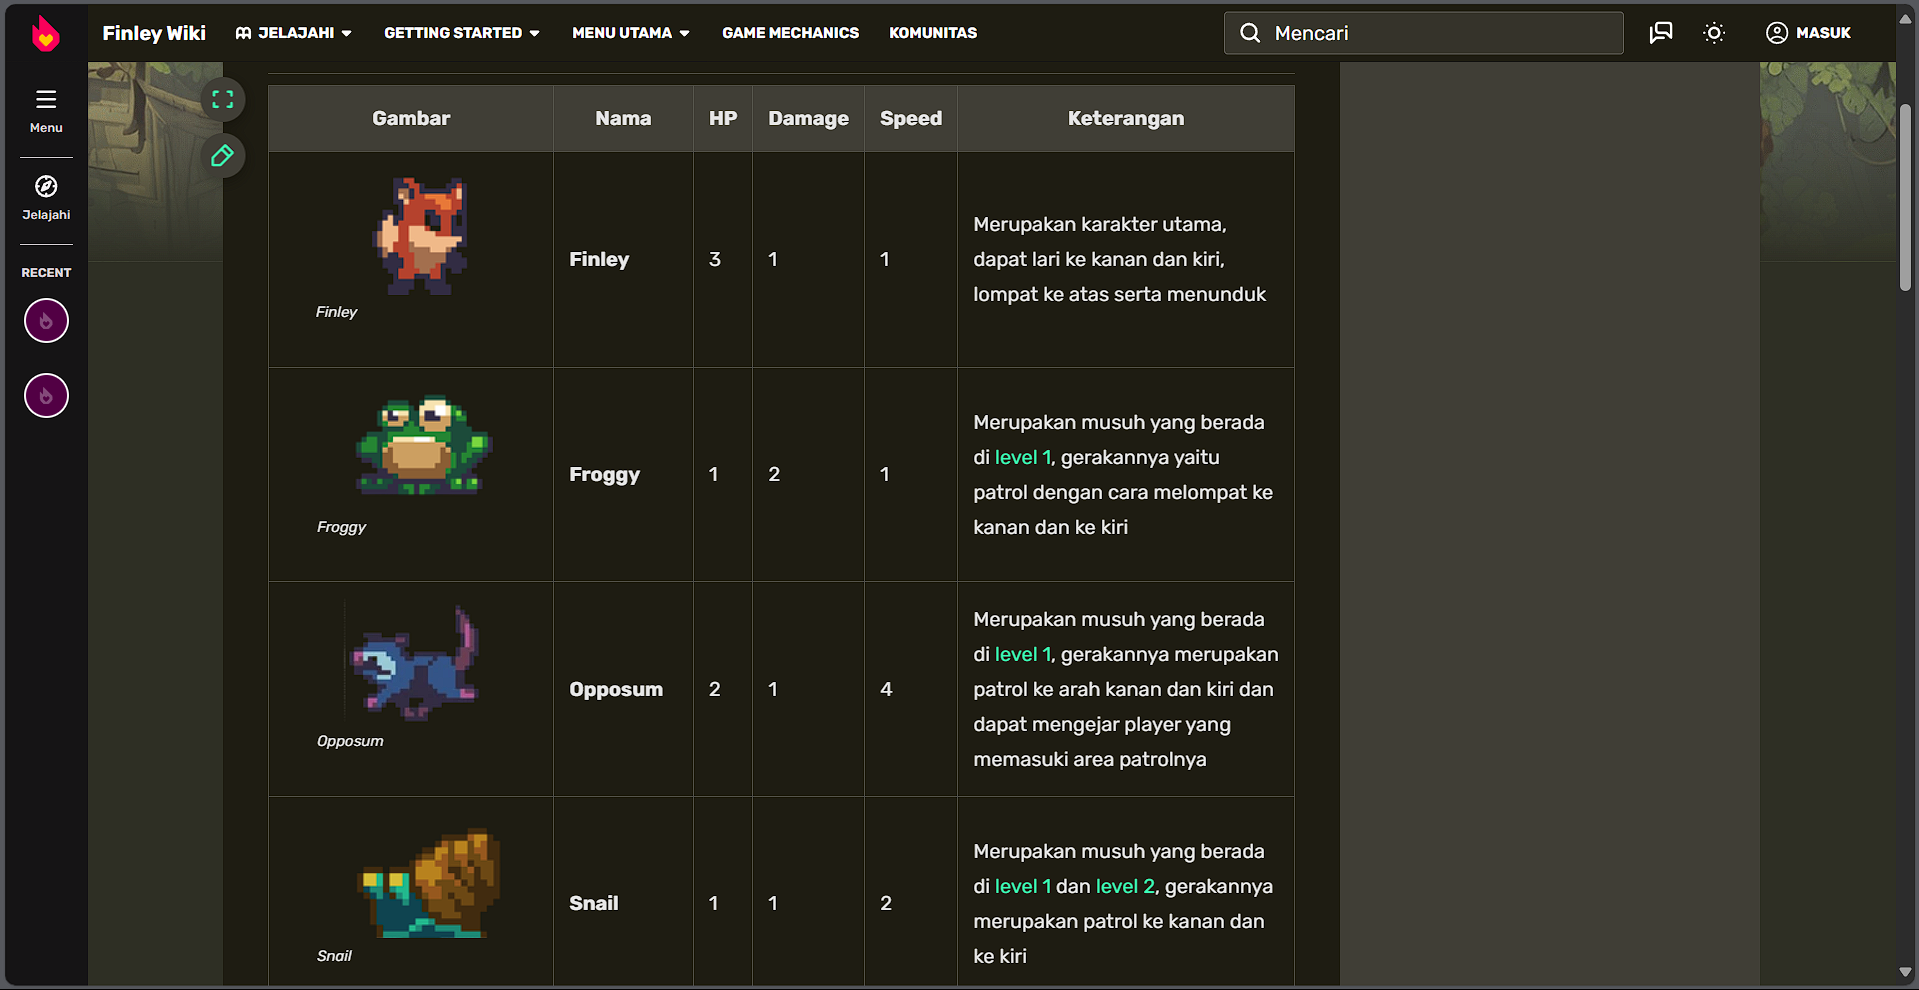 Finley Wiki
JELAJAHI
GETTING STARTED
MENU UTAMA
GAME MECHANICS
KOMUNITAS
Mencari
MASUK
Menu
Jelajahi
RECENT
Gambar Nama HP Damage Speed Keterangan
Finley
Finley 3 1 1
Merupakan karakter utama,
dapat lari ke kanan dan kiri,
lompat ke atas serta menunduk
Froggy
Froggy 1 2 1
Merupakan musuh yang berada
di level 1, gerakannya yaitu
patrol dengan cara melompat ke
kanan dan ke kiri
Opposum
Opposum 2 1 4
Merupakan musuh yang berada
di level 1, gerakannya merupakan
patrol ke arah kanan dan kiri dan
dapat mengejar player yang
memasuki area patrolnya
Snail
Snail 1 1 2
Merupakan musuh yang berada
di level 1 dan level 2, gerakannya
merupakan patrol ke kanan dan
ke kiri